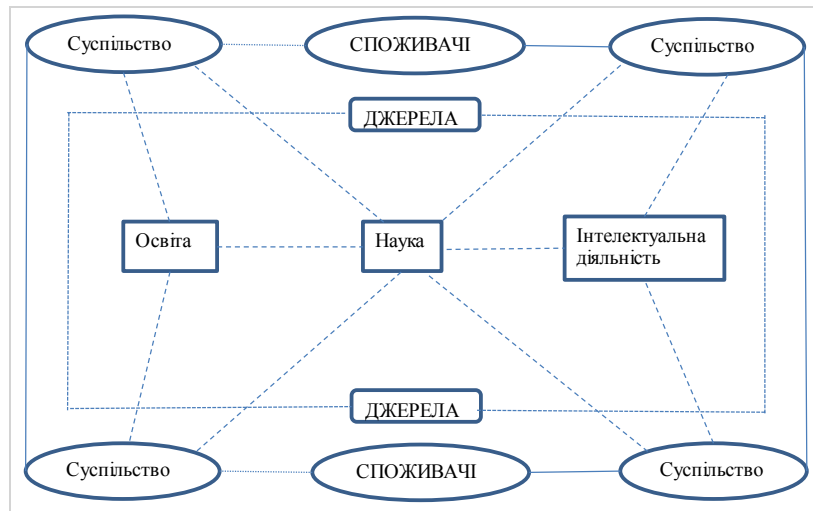 Суспільство
СПОЖИВАЧІ
Суспільство
ДЖЕРЕЛА
Освіта
Наука
Інтелектуальна
діяльність
ДЖЕРЕЛА
Суспільство
СПОЖИВАЧІ
Суспільство